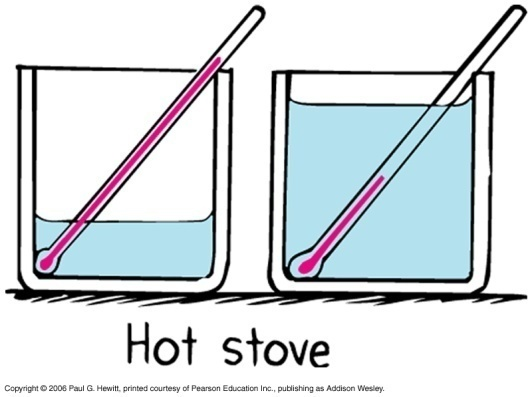 Hot stove
Copyright © 2006 Paul G. Hewitt, printed courtesy of Pearson Education Inc., publishing as Addison Wesley.